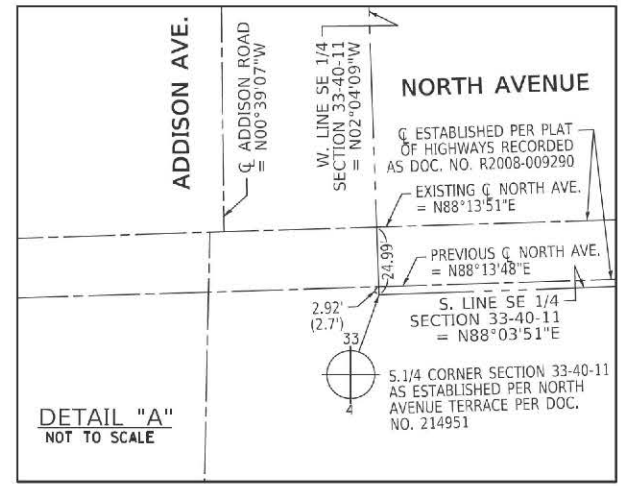 ADDISON AVE.
℄ ADDISON ROAD
= N00°39'07"W
W. LINE SE 1/4
SECTION 33-40-11
= N02°04'09"W
NORTH AVENUE
℄ ESTABLISHED PER PLAT
OF HIGHWAYS RECORDED
AS DOC. NO. R2008-009290
EXISTING ℄ NORTH AVE.
= N88°13'51"E
24.99'
PREVIOUS ℄ NORTH AVE.
= N88°13'48"E
2.92'
(2.7')
S. LINE SE 1/4
SECTION 33-40-11
= N88°03'51"E
33
4
S.1/4 CORNER SECTION 33-40-11
AS ESTABLISHED PER NORTH
AVENUE TERRACE PER DOC.
NO. 214951
DETAIL "A"
NOT TO SCALE